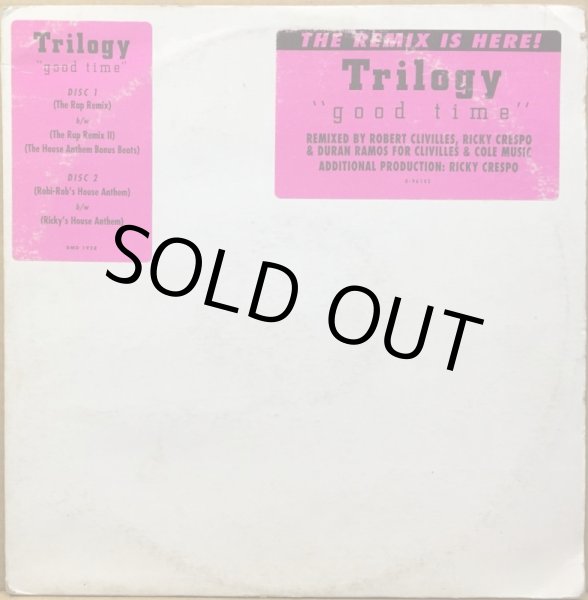 Trilogy
"good time"
DISC 1
(The Rap Remix)
b/w
(The Rap Remix II)
(The House Anthem Bonus Beats)
DISC 2
(Robi-Rob's House Anthem)
b/w
(Ricky's House Anthem)
THE REMIX IS HERE!
Trilogy
"good time"
REMIXED BY ROBERT CLIVILLES, RICKY CRESPO
& DURAN RAMOS FOR CLIVILLES & COLE MUSIC
ADDITIONAL PRODUCTION: RICKY CRESPO
SOLD OUT